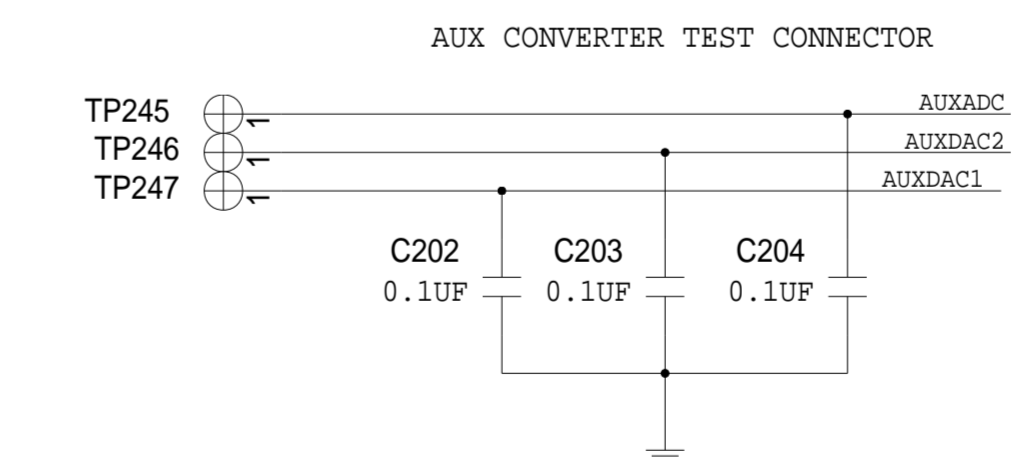 AUX CONVERTER TEST CONNECTOR
TP245 1 AUXADC
TP246 1 AUXDAC2
TP247 1 AUXDAC1
C202 C203 C204
0.1UF 0.1UF 0.1UF